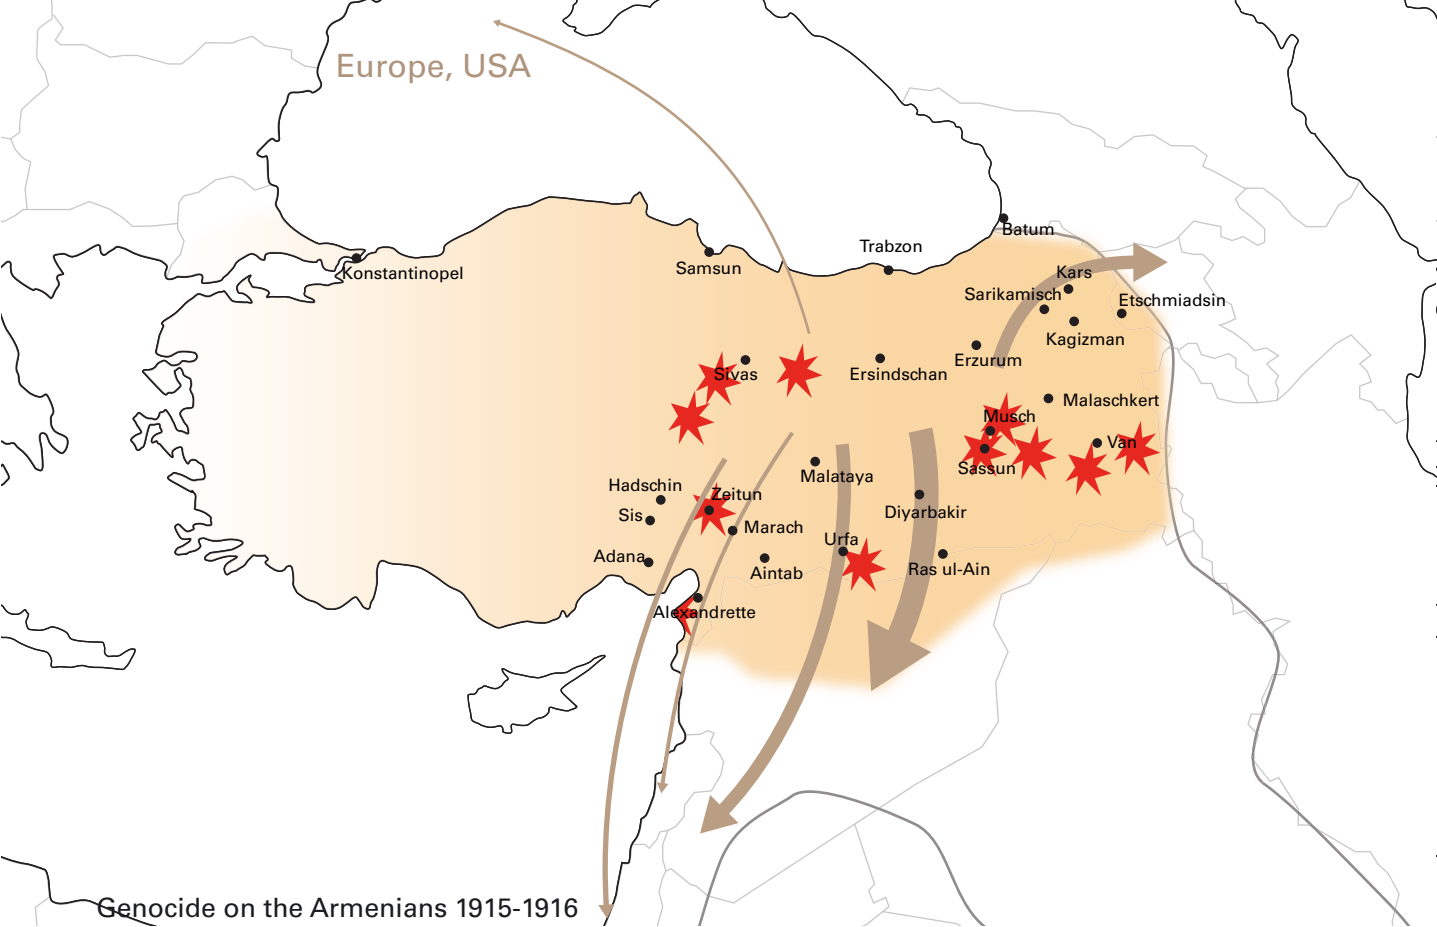 Europe, USA
Batum
Trabzon
Samsun
Konstantinopel
Kars
Sarikamisch
Etschmiadsin
Kagizman
Erzurum
Sivas
Ersindschan
Malaschkert
Musch
Van
Sassun
Malataya
Hadschin
Zeitun
Sis
Marach
Diyarbakir
Urfa
Adana
Aintab
Ras ul-Ain
Alexandrette
Genocide on the Armenians 1915-1916